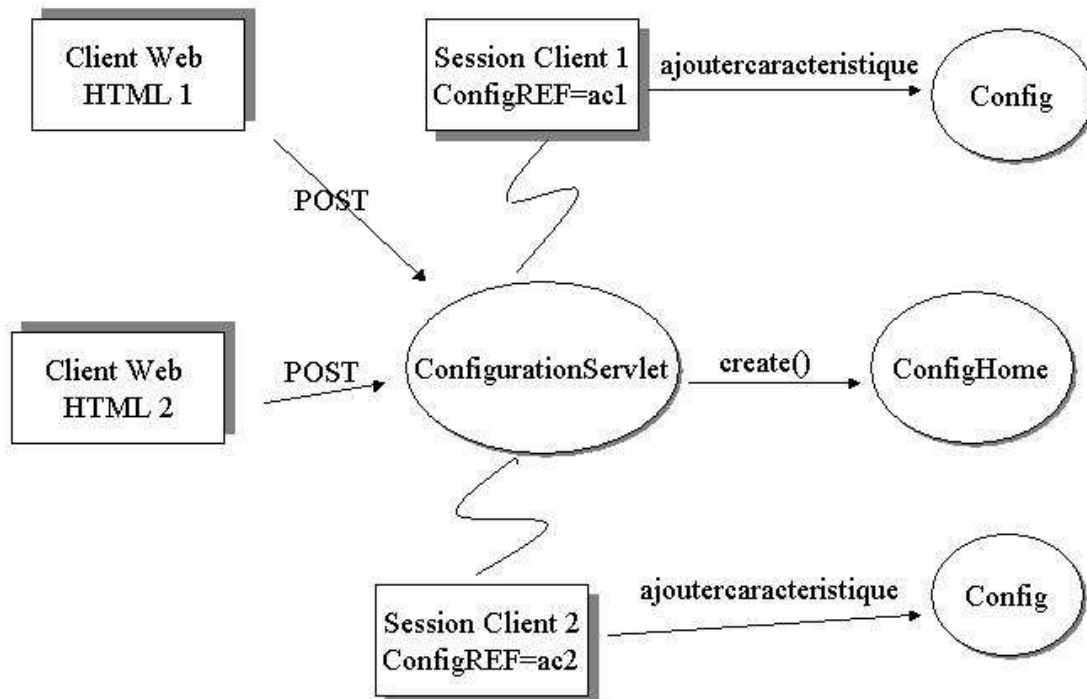 Client Web
HTML 1
Session Client 1
ConfigREF=ac1
ajoutercaracteristique
Config
POST
Client Web
HTML 2
POST
ConfigurationServlet
create()
ConfigHome
Session Client 2
ConfigREF=ac2
ajoutercaracteristique
Config